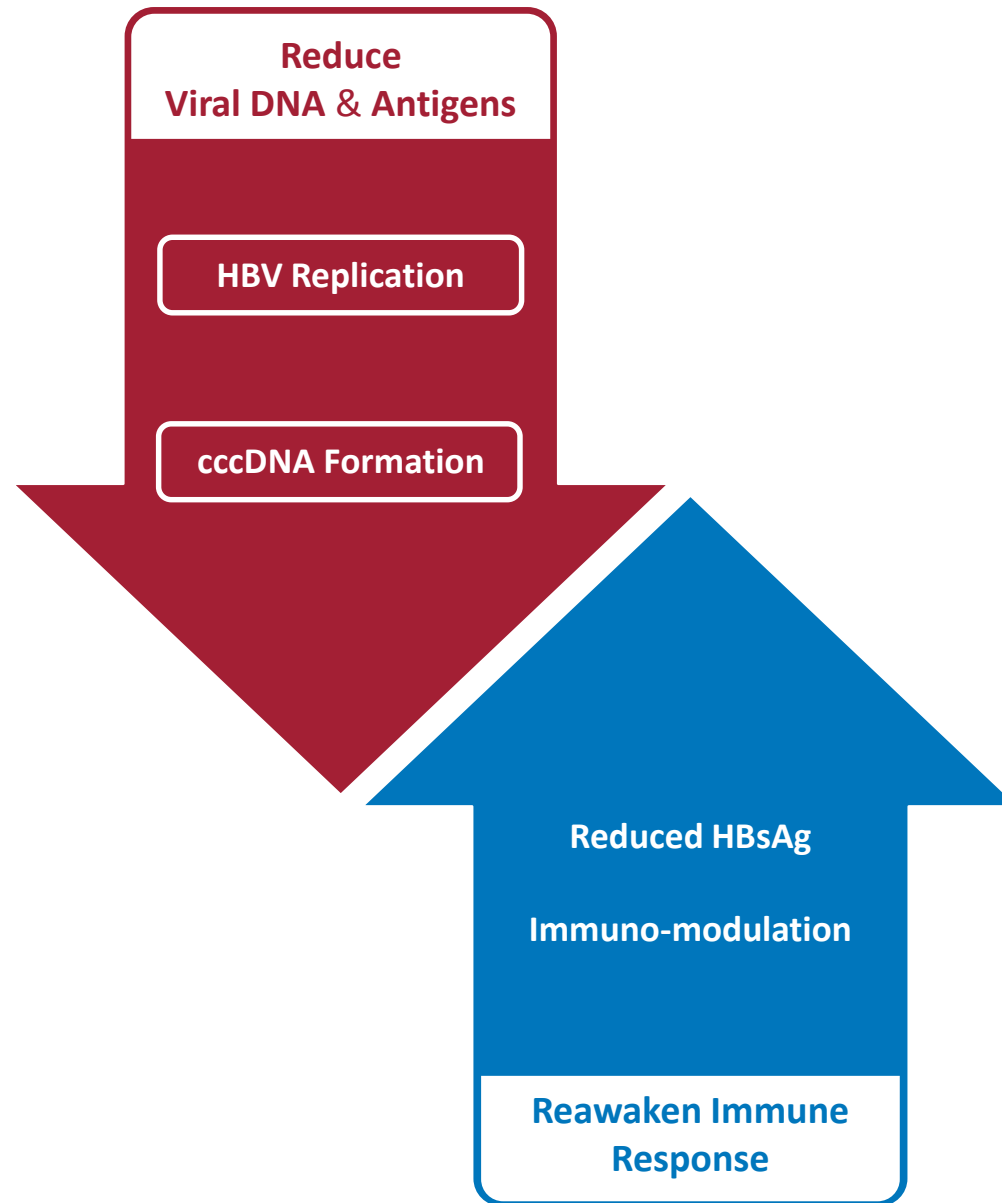 Reduce
Viral DNA & Antigens
HBV Replication
cccDNA Formation
Reduced HBsAg
Immuno-modulation
Reawaken Immune
Response